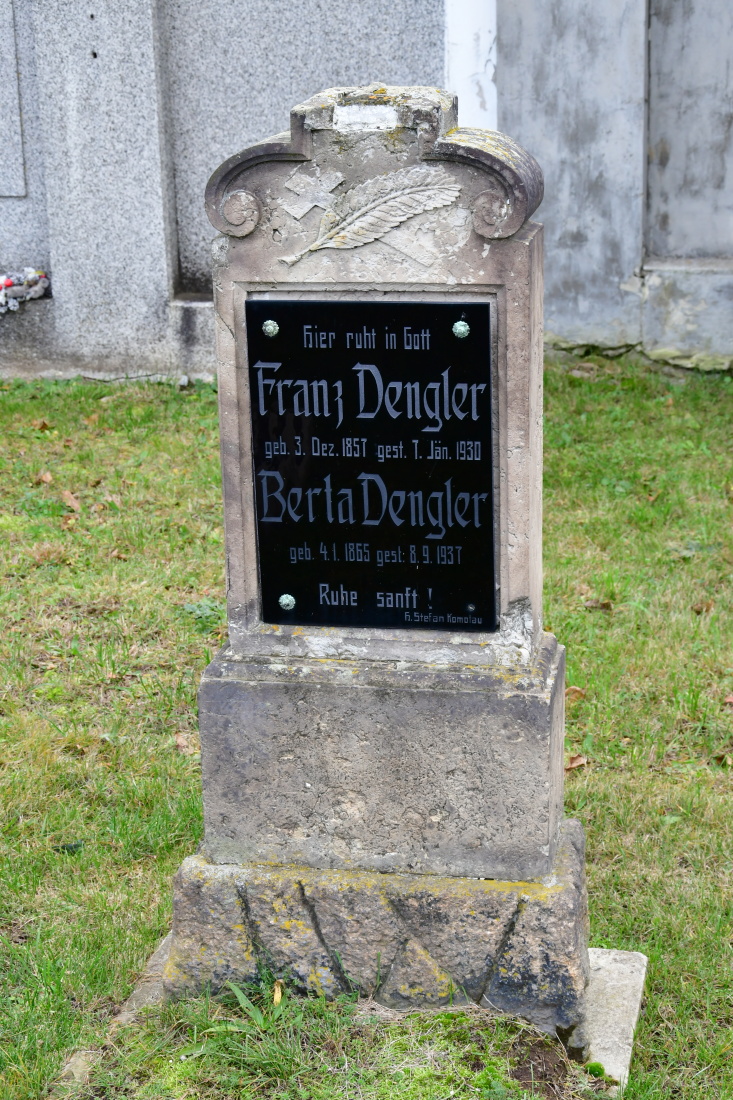 Hier ruht in Gott
Franz Dengler
geb. 3. Dez. 1857 gest. 7. Jän. 1930
Berta Dengler
geb. 4.1. 1865 gest. 8.9. 1937
Ruhe sanft !
H. Stefan Komotau